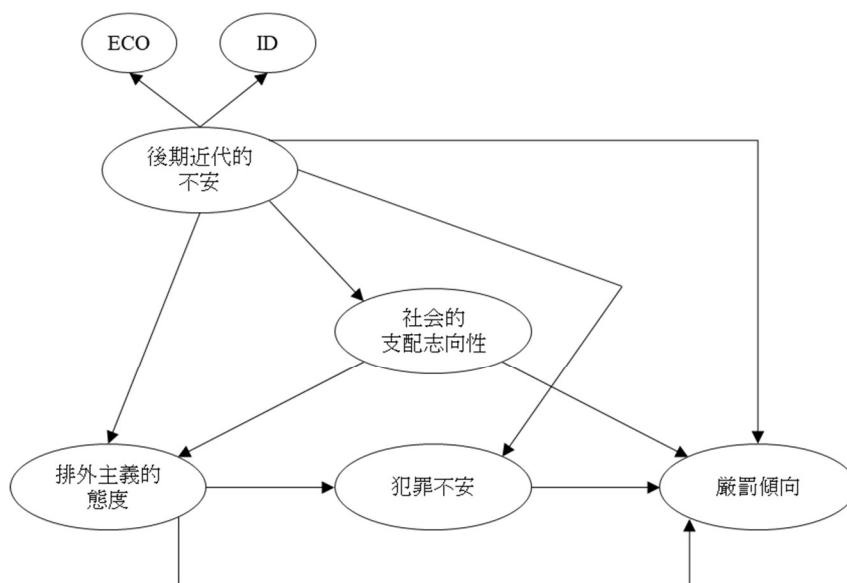 ECO
ID
後期近代的
不安
社会的
支配志向性
排外主義的
態度
犯罪不安
厳罰傾向